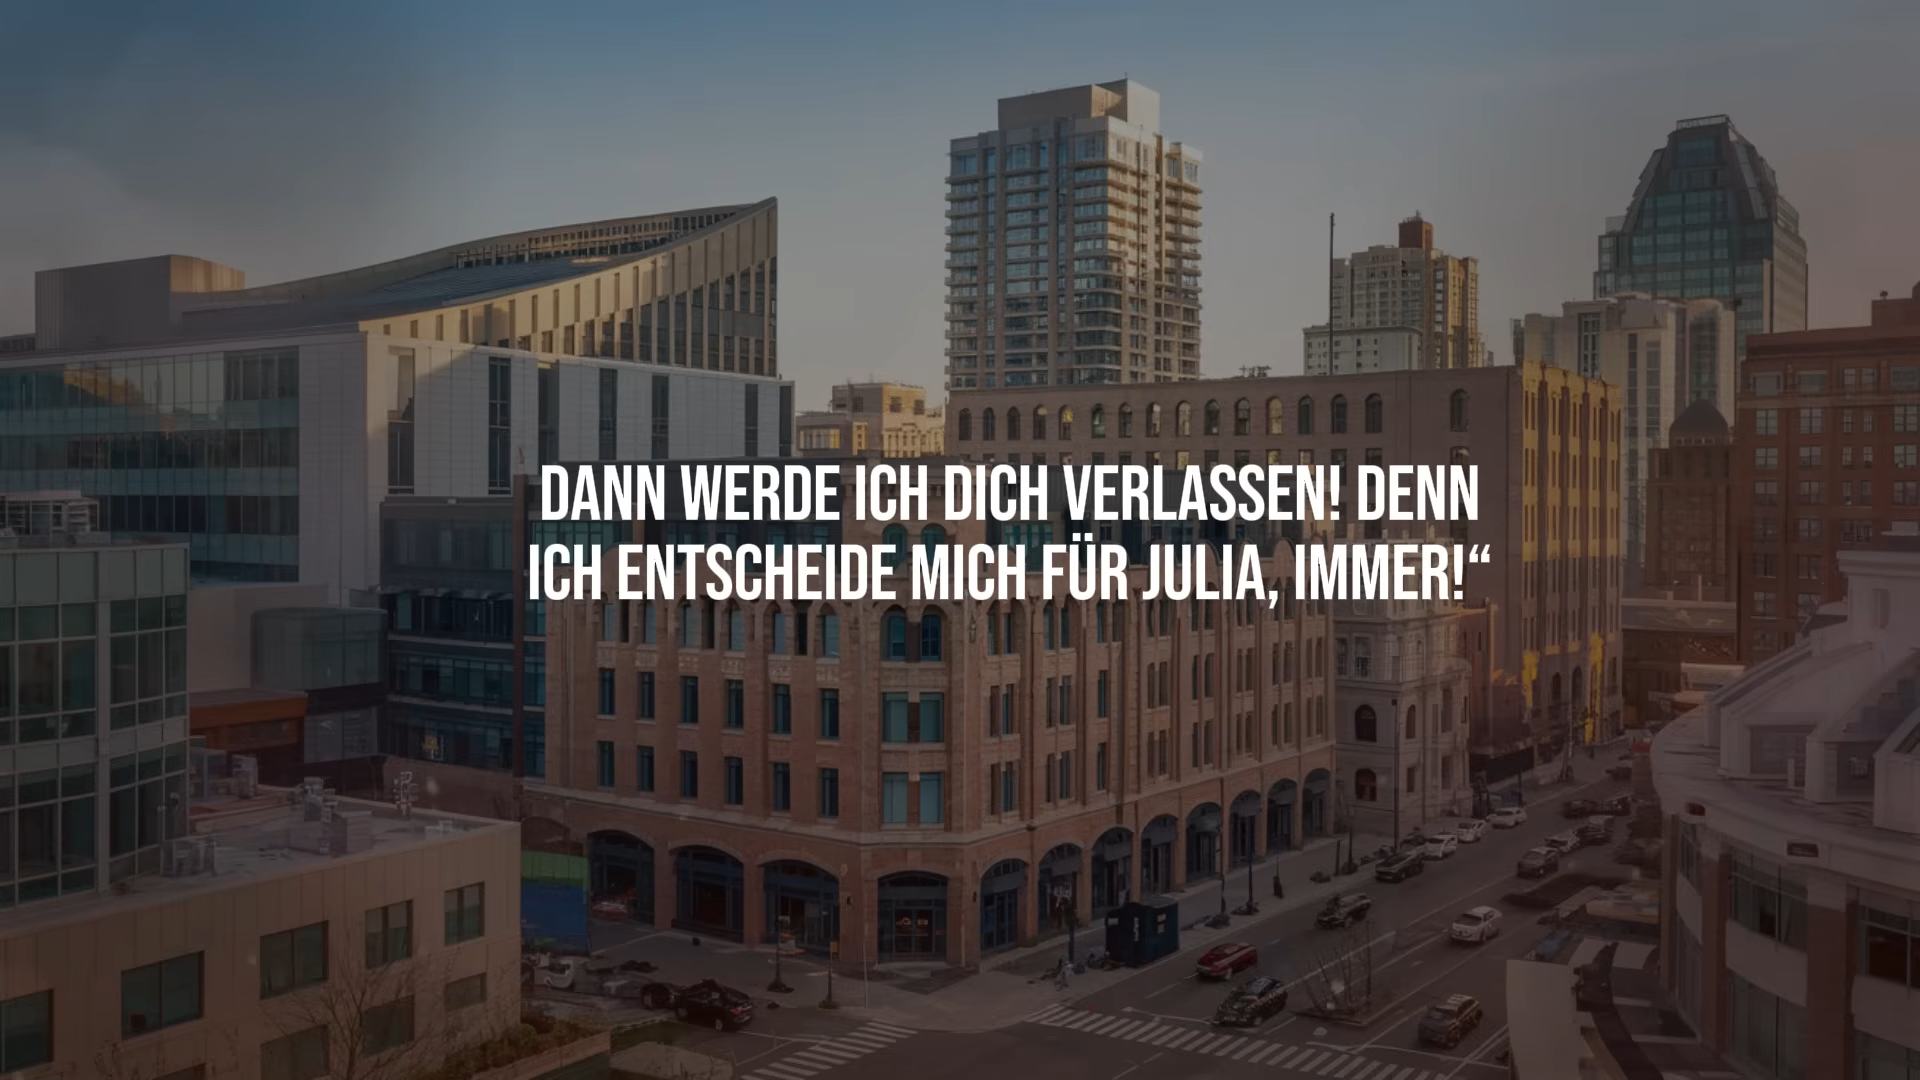 DANN WERDE ICH DICH VERLASSEN! DENN
ICH ENTSCHEIDE MICH FÜR JULIA, IMMER!“